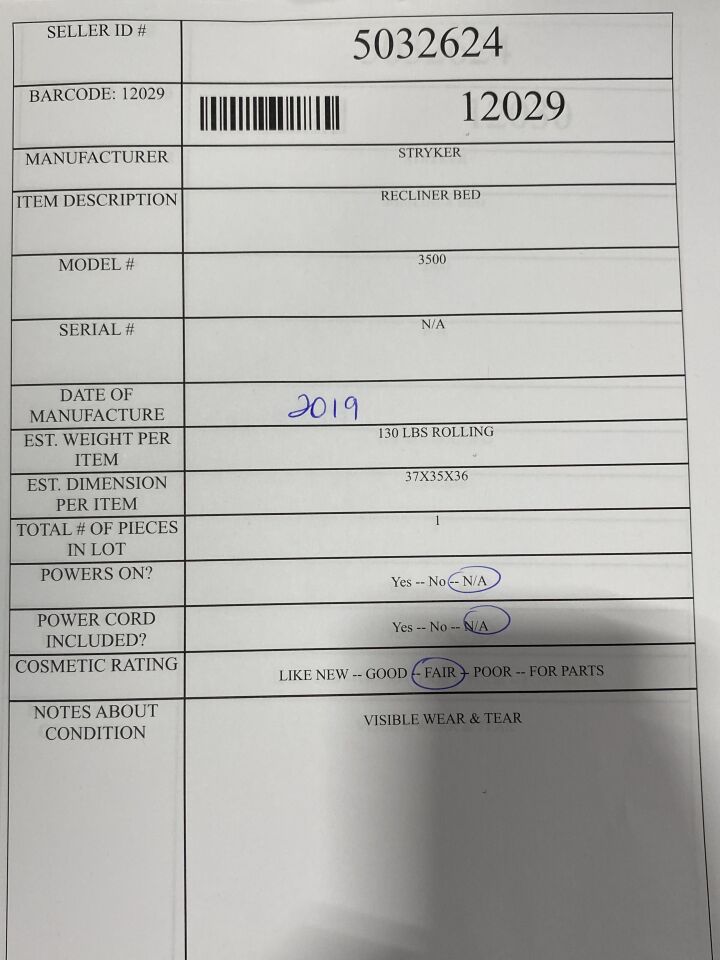 SELLER ID #
5032624
BARCODE: 12029
12029
MANUFACTURER
STRYKER
ITEM DESCRIPTION
RECLINER BED
MODEL #
3500
SERIAL #
N/A
DATE OF
MANUFACTURE
2019
EST. WEIGHT PER
ITEM
130 LBS ROLLING
EST. DIMENSION
PER ITEM
37X35X36
TOTAL # OF PIECES
IN LOT
1
POWERS ON?
Yes -- No -- N/A
POWER CORD
INCLUDED?
Yes -- No -- N/A
COSMETIC RATING
LIKE NEW -- GOOD -- FAIR -- POOR -- FOR PARTS
NOTES ABOUT
CONDITION
VISIBLE WEAR & TEAR